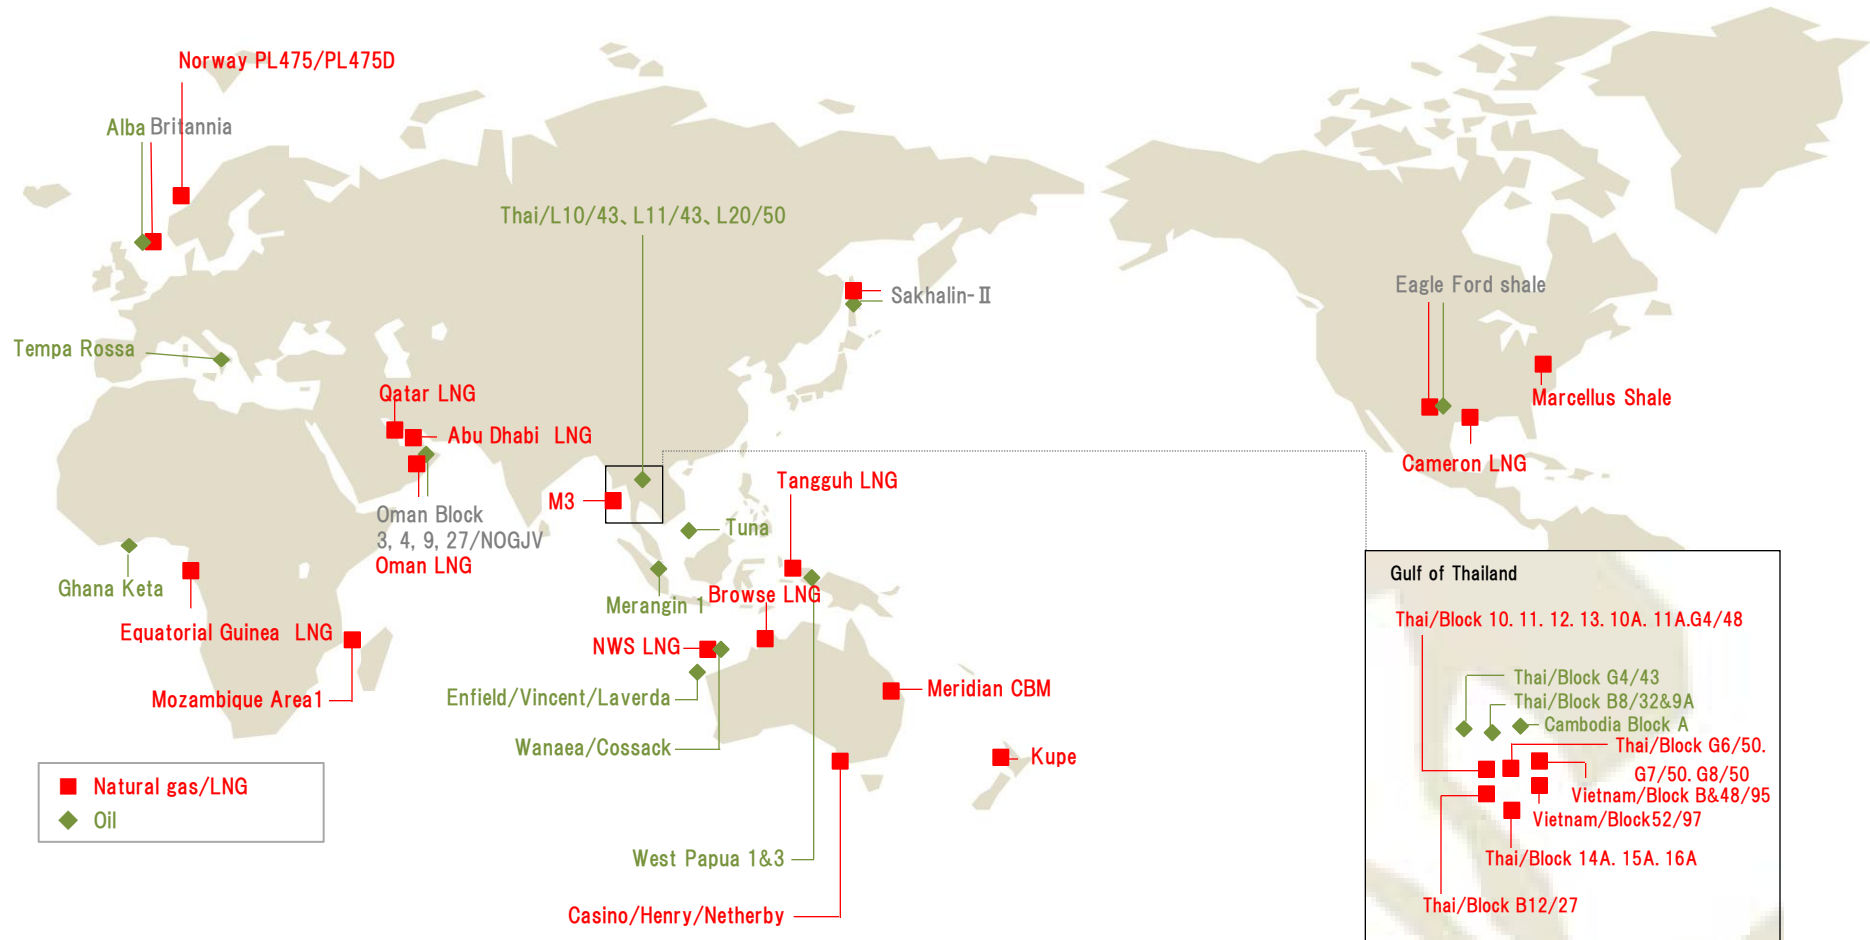 Norway PL475/PL475D
Alba Britannia
Thai/L10/43、L11/43、L20/50
Eagle Ford shale
Sakhalin-Ⅱ
Tempa Rossa
Qatar LNG
Marcellus Shale
Abu Dhabi LNG
Cameron LNG
Tangguh LNG
M3
Oman Block
3, 4, 9, 27/NOGJV
Oman LNG
Tuna
Ghana Keta
Merangin 1
Browse LNG
Equatorial Guinea LNG
NWS LNG
Mozambique Area1
Enfield/Vincent/Laverda
Meridian CBM
Wanaea/Cossack
Kupe
Natural gas/LNG
Oil
West Papua 1&3
Casino/Henry/Netherby
Gulf of Thailand
Thai/Block 10. 11. 12. 13. 10A. 11A.G4/48
Thai/Block G4/43
Thai/Block B8/32&9A
Cambodia Block A
Thai/Block G6/50.
G7/50. G8/50
Vietnam/Block B&48/95
Vietnam/Block52/97
Thai/Block 14A. 15A. 16A
Thai/Block B12/27